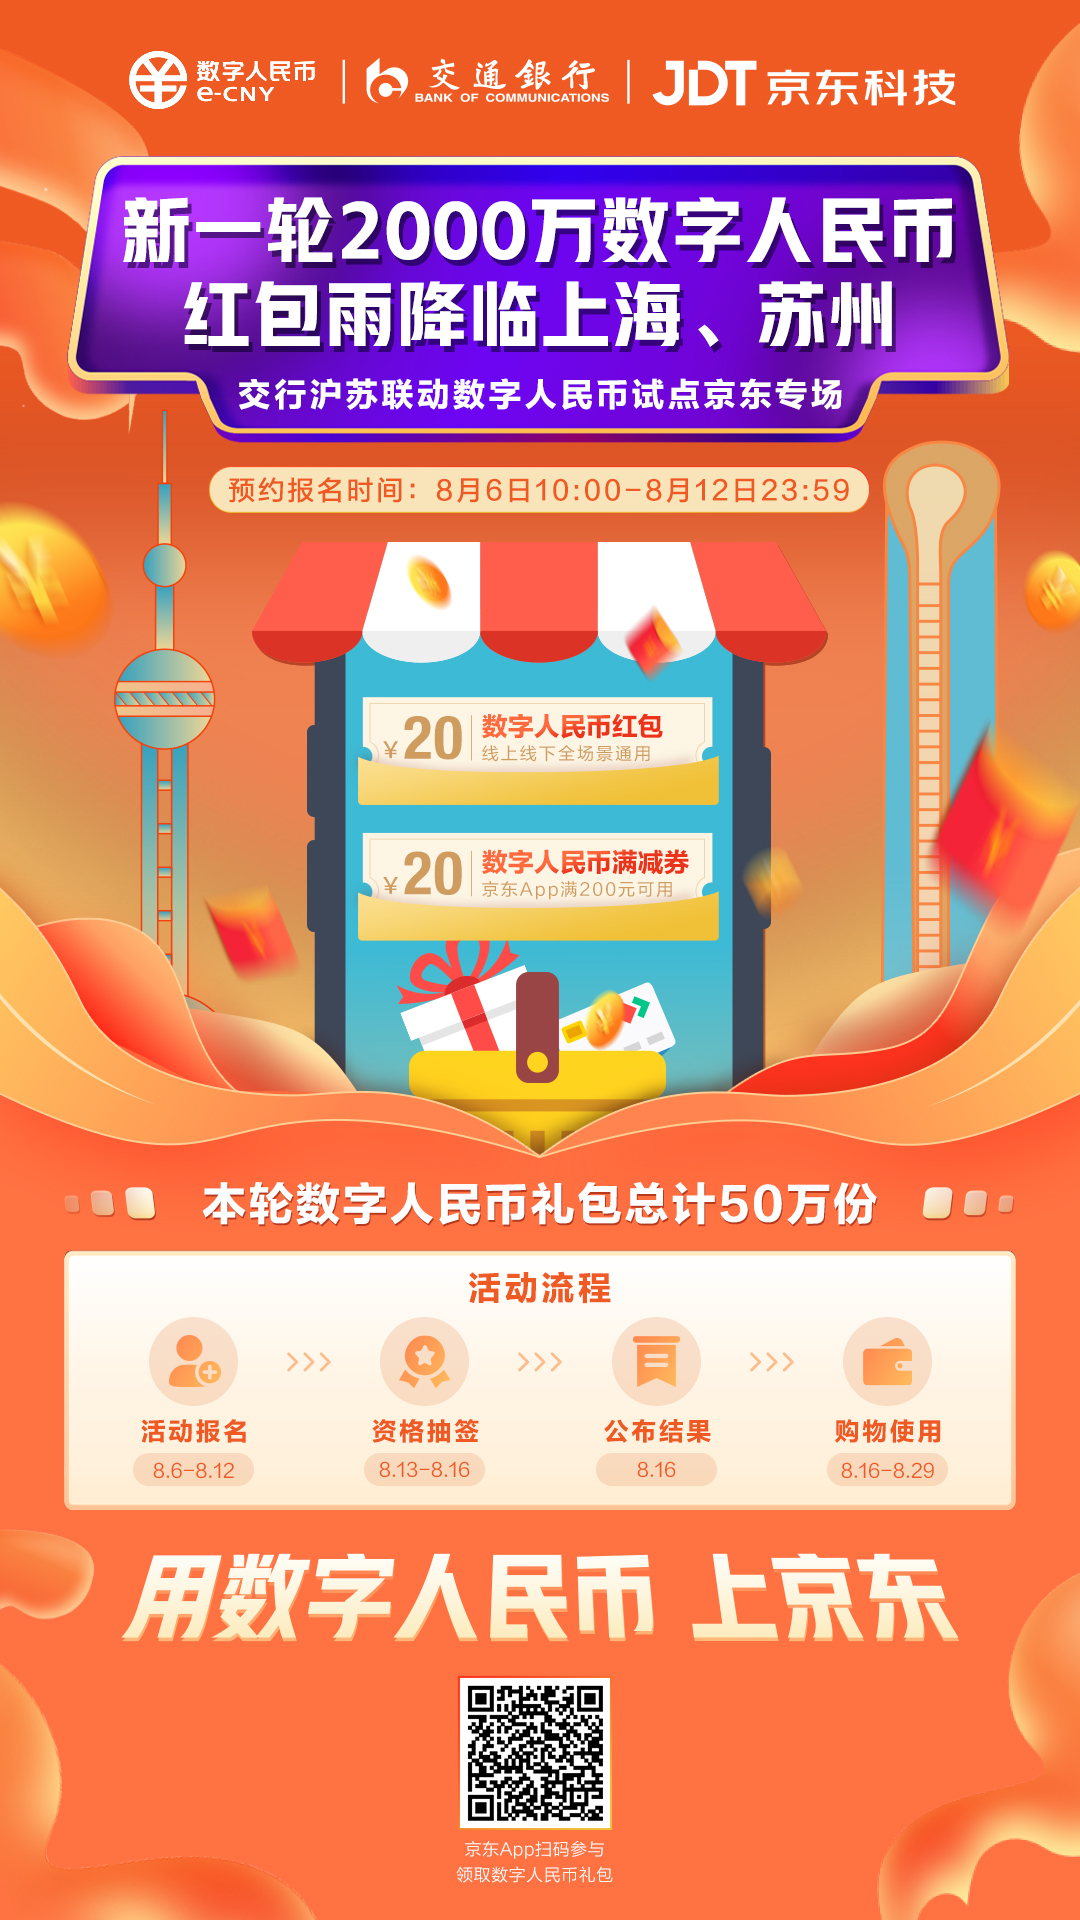 数字人民币
e-CNY
交通銀行
BANK OF COMMUNICATIONS
JDT 京东科技
新一轮2000万数字人民币
红包雨降临上海、苏州
交行沪苏联动数字人民币试点京东专场
预约报名时间：8月6日10:00-8月12日23:59
¥20
数字人民币红包
线上线下全场景通用
¥20
数字人民币满减券
京东App满200元可用
本轮数字人民币礼包总计50万份
活动流程
活动报名
8.6-8.12
资格抽签
8.13-8.16
公布结果
8.16
购物使用
8.16-8.29
用数字人民币 上京东
京东App扫码参与
领取数字人民币礼包